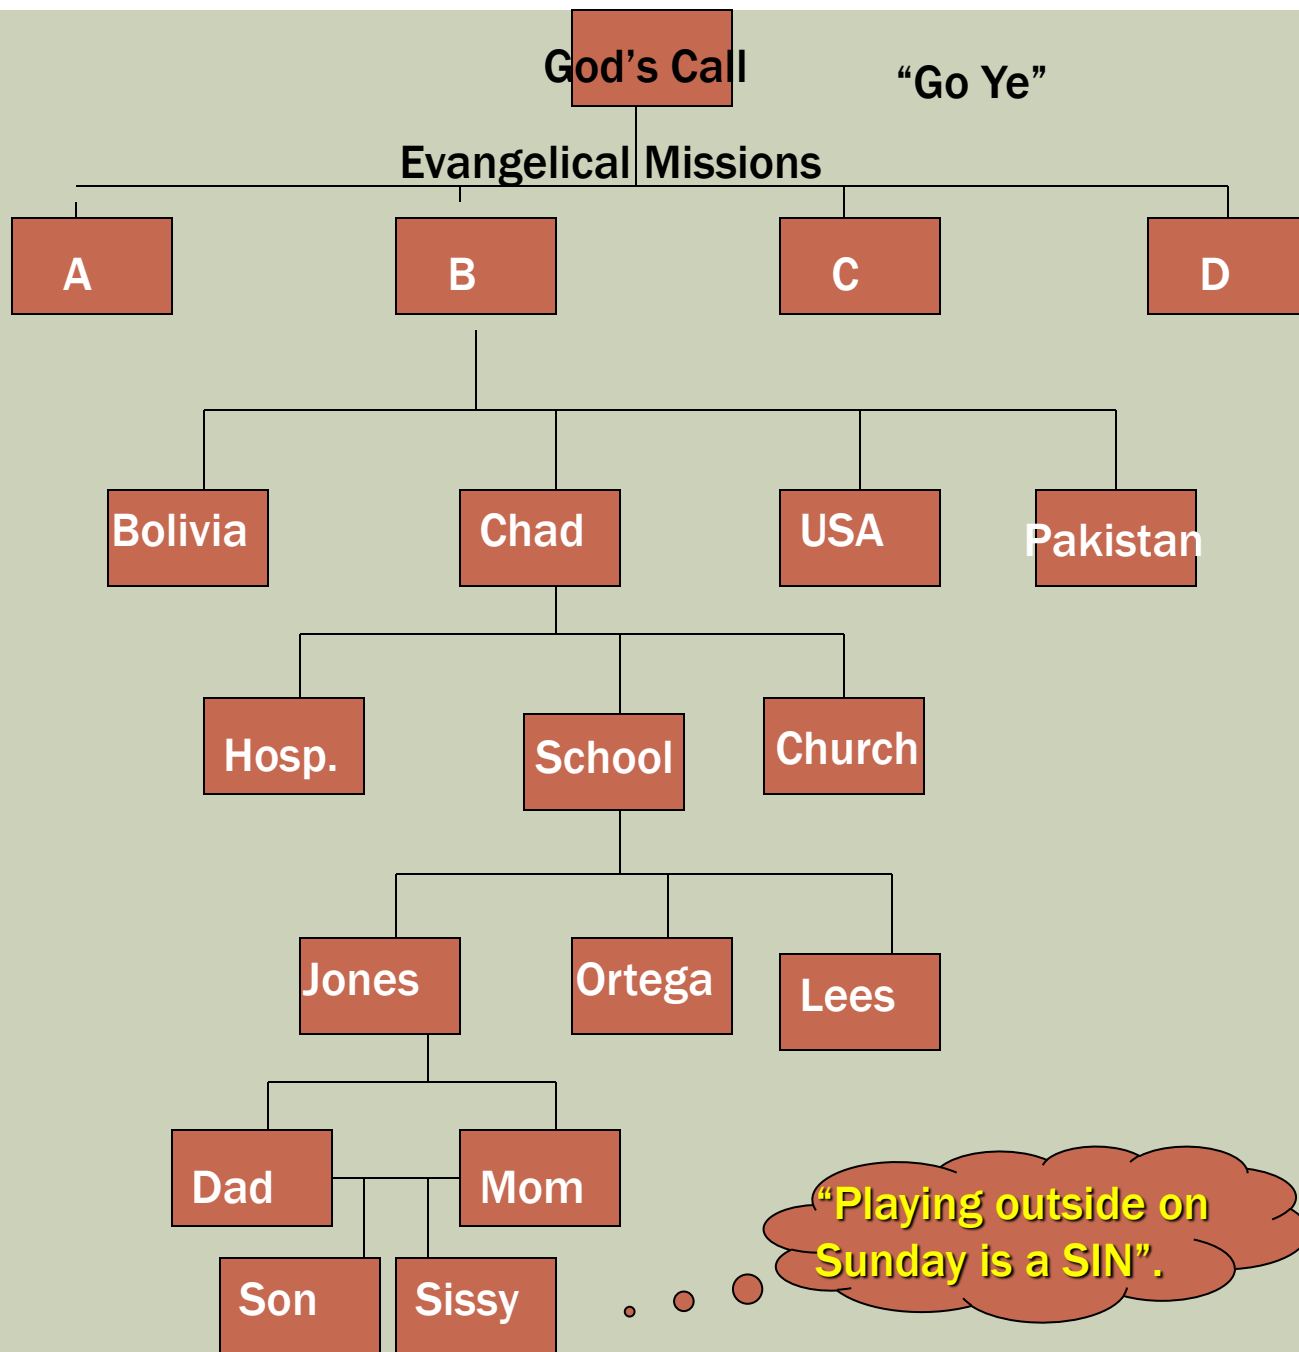 God’s Call
“Go Ye”
Evangelical Missions
A
B
C
D
Bolivia
Chad
USA
Pakistan
Hosp.
School
Church
Jones
Ortega
Lees
Dad
Mom
“Playing outside on
Sunday is a SIN”.
Son
Sissy